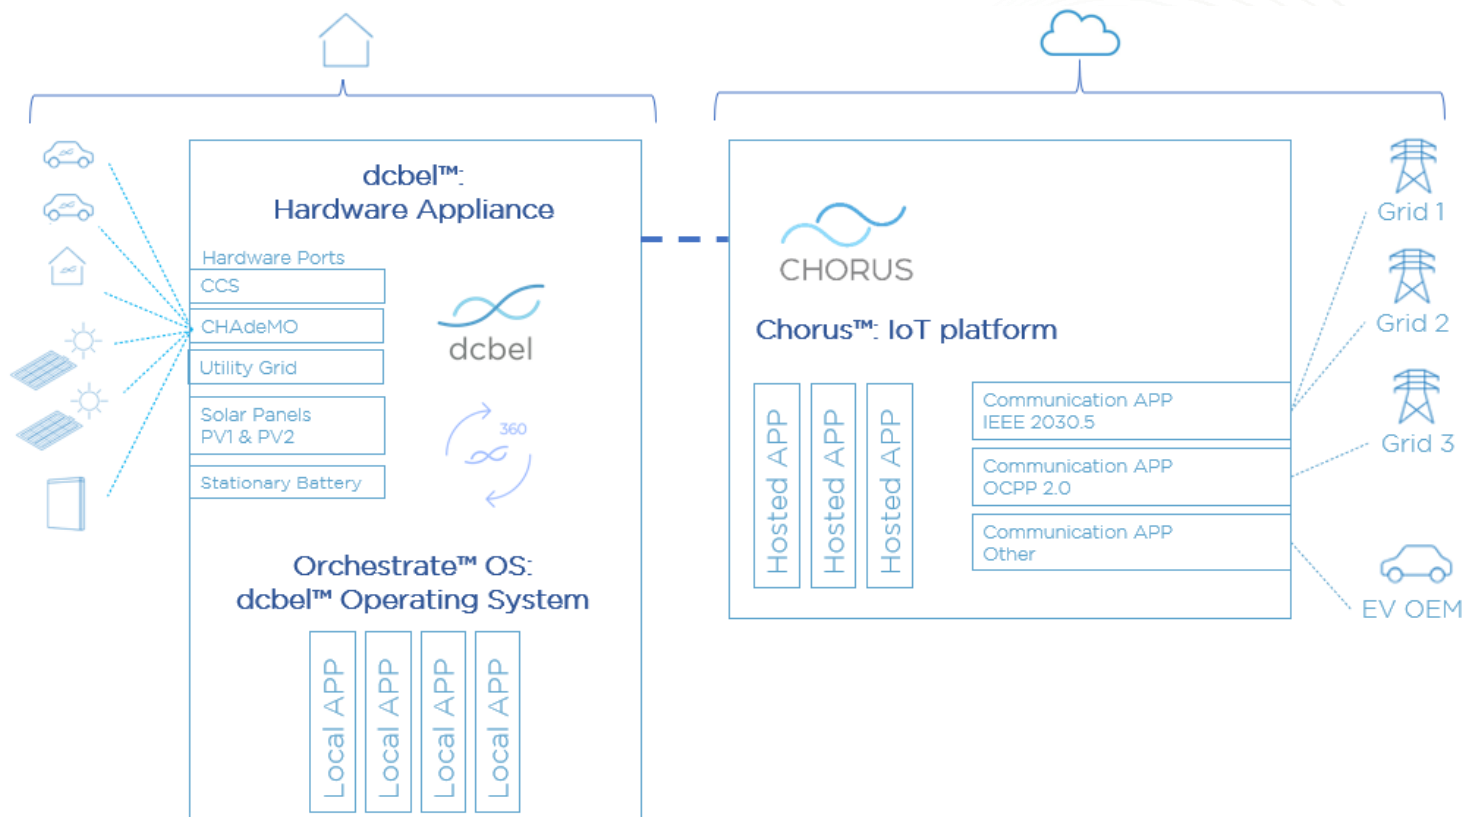 dcbel™:
Hardware Appliance
Hardware Ports
CCS
CHAdeMO
Utility Grid
Solar Panels
PV1 & PV2
Stationary Battery
dcbel
360
Orchestrate™ OS:
dcbel™ Operating System
Local APP
Local APP
Local APP
Local APP
CHORUS
Chorus™: IoT platform
Hosted APP
Hosted APP
Hosted APP
Communication APP
IEEE 2030.5
Communication APP
OCPP 2.0
Communication APP
Other
Grid 1
Grid 2
Grid 3
EV OEM